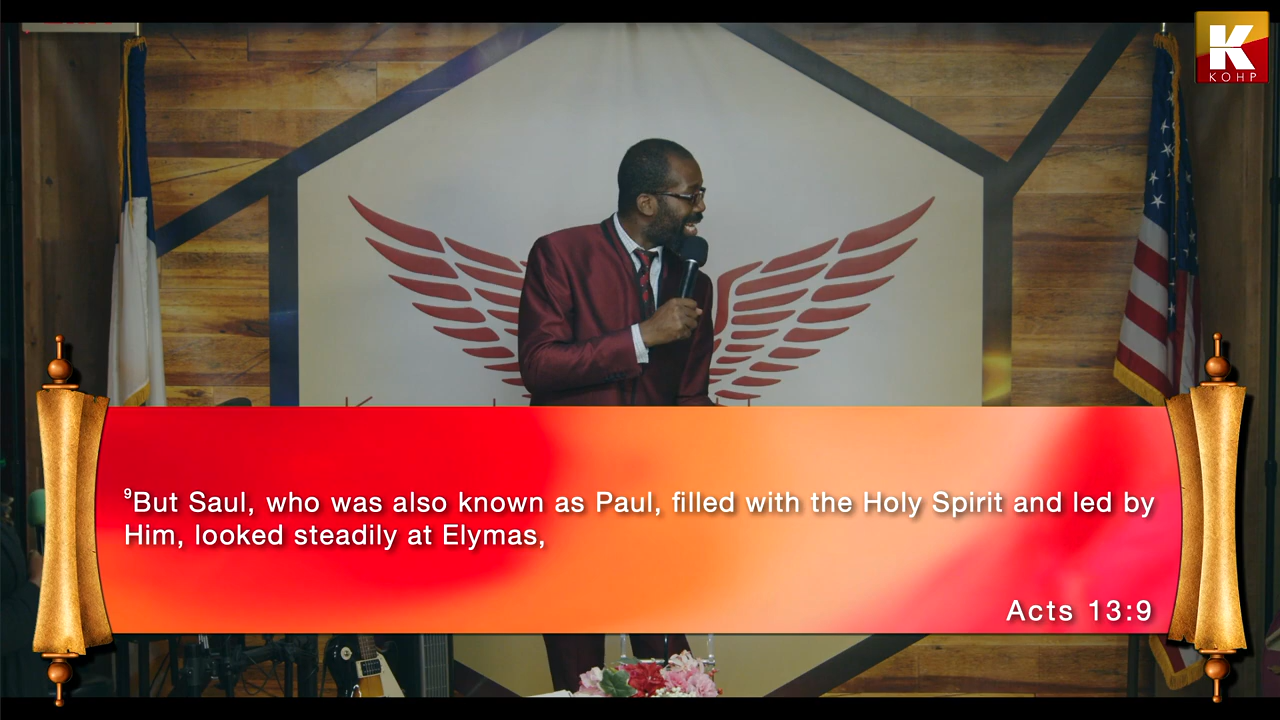 K
KOHP
⁹But Saul, who was also known as Paul, filled with the Holy Spirit and led by
Him, looked steadily at Elymas,
Acts 13:9